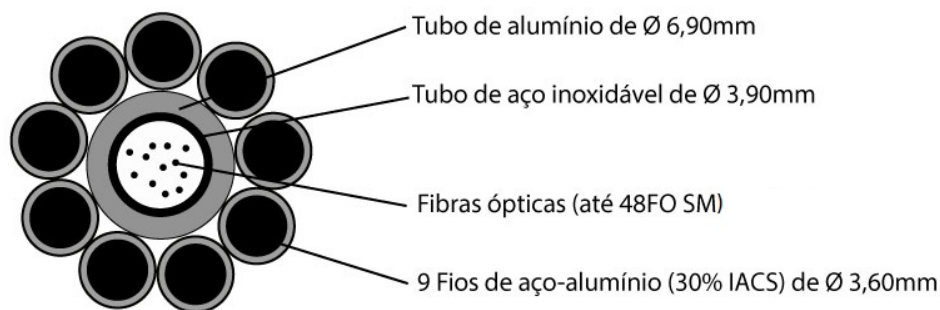 Tubo de alumínio de Ø 6,90mm
Tubo de aço inoxidável de Ø 3,90mm
Fibras ópticas (até 48FO SM)
9 Fios de aço-alumínio (30% IACS) de Ø 3,60mm